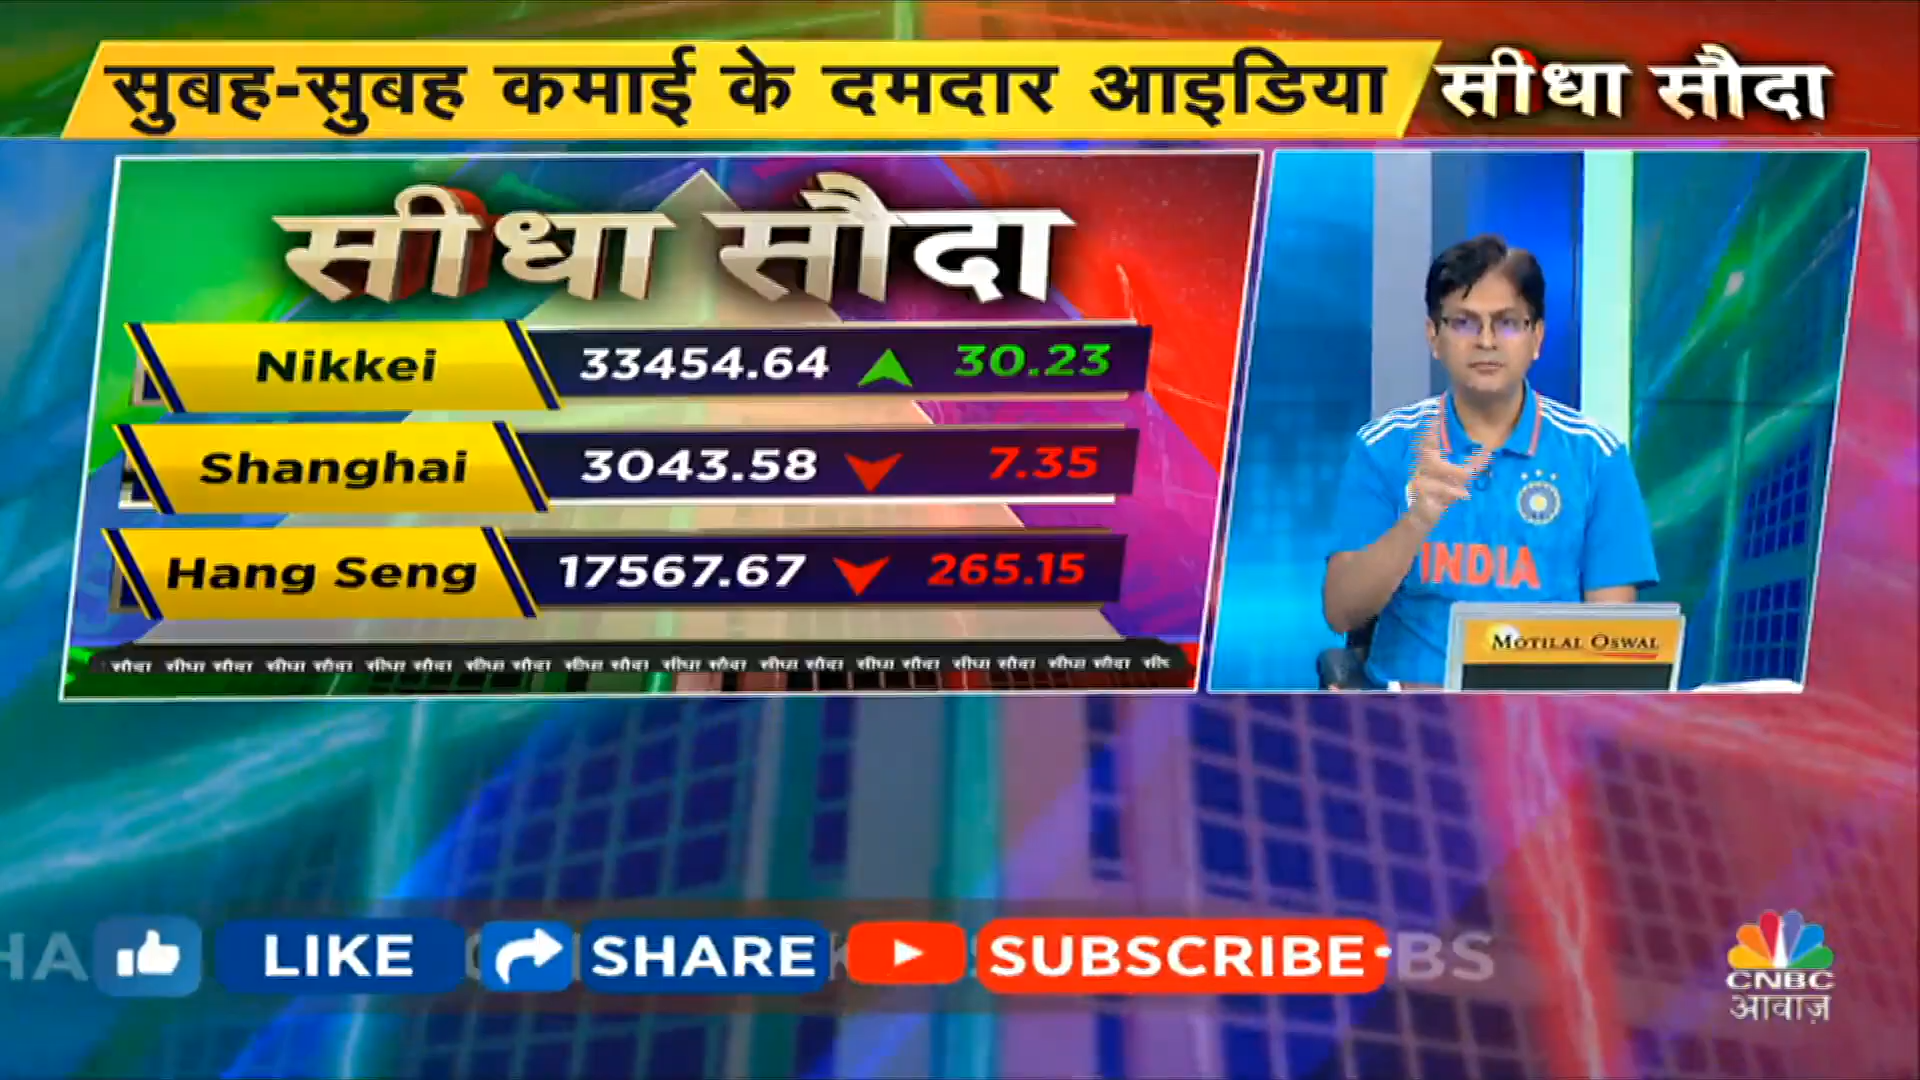 सुबह-सुबह कमाई के दमदार आइडिया
सीधा सौदा
सीधा सौदा
Nikkei 33454.64 30.23
Shanghai 3043.58 7.35
Hang Seng 17567.67 265.15
सौदा सीधा सौदा सीधा सौदा सीधा सौदा सीधा सौदा सीधा सौदा सीधा सौदा सीधा सौदा सीधा सौदा सीधा सौदा सीधा सौदा
INDIA
MOTILAL OSWAL
LIKE SHARE SUBSCRIBE
CNBC
आवाज़